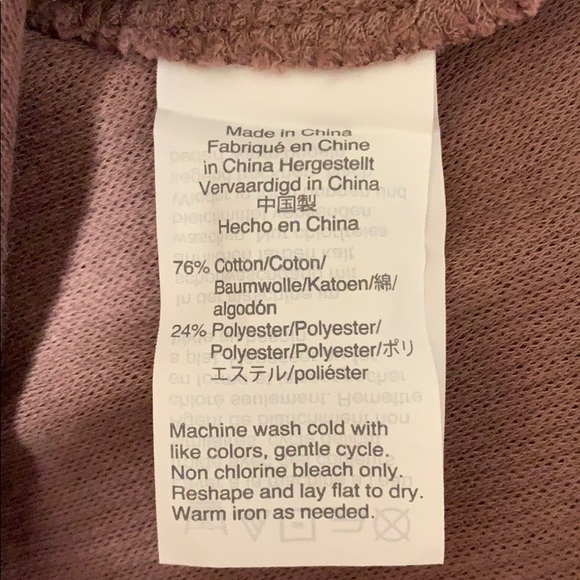 Made in China
Fabriqué en Chine
in China Hergestellt
Vervaardigd in China
中国製
Hecho en China
76% Cotton/Coton/
Baumwolle/Katoen/綿/
algodón
24% Polyester/Polyester/
Polyester/Polyester/ポリ
エステル/poliéster
Machine wash cold with
like colors, gentle cycle.
Non chlorine bleach only.
Reshape and lay flat to dry.
Warm iron as needed.